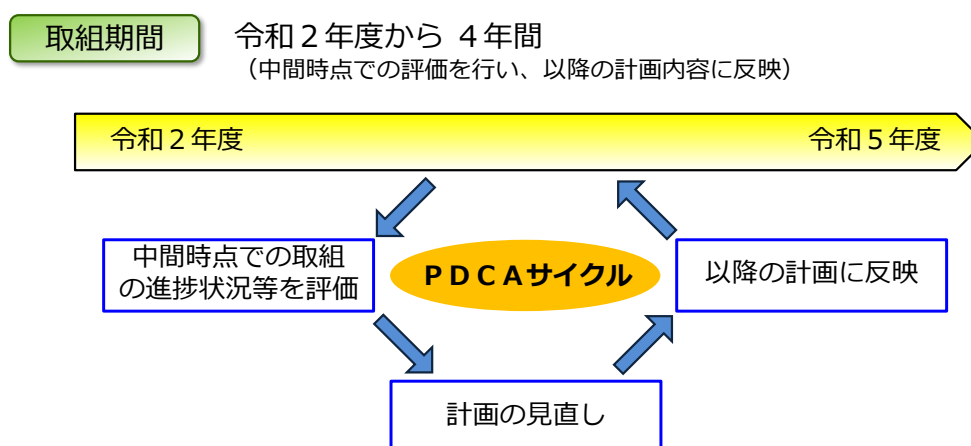 取組期間
令和２年度から ４年間
（中間時点での評価を行い、以降の計画内容に反映）
令和２年度
令和５年度
中間時点での取組
の進捗状況等を評価
ＰＤＣＡサイクル
以降の計画に反映
計画の見直し